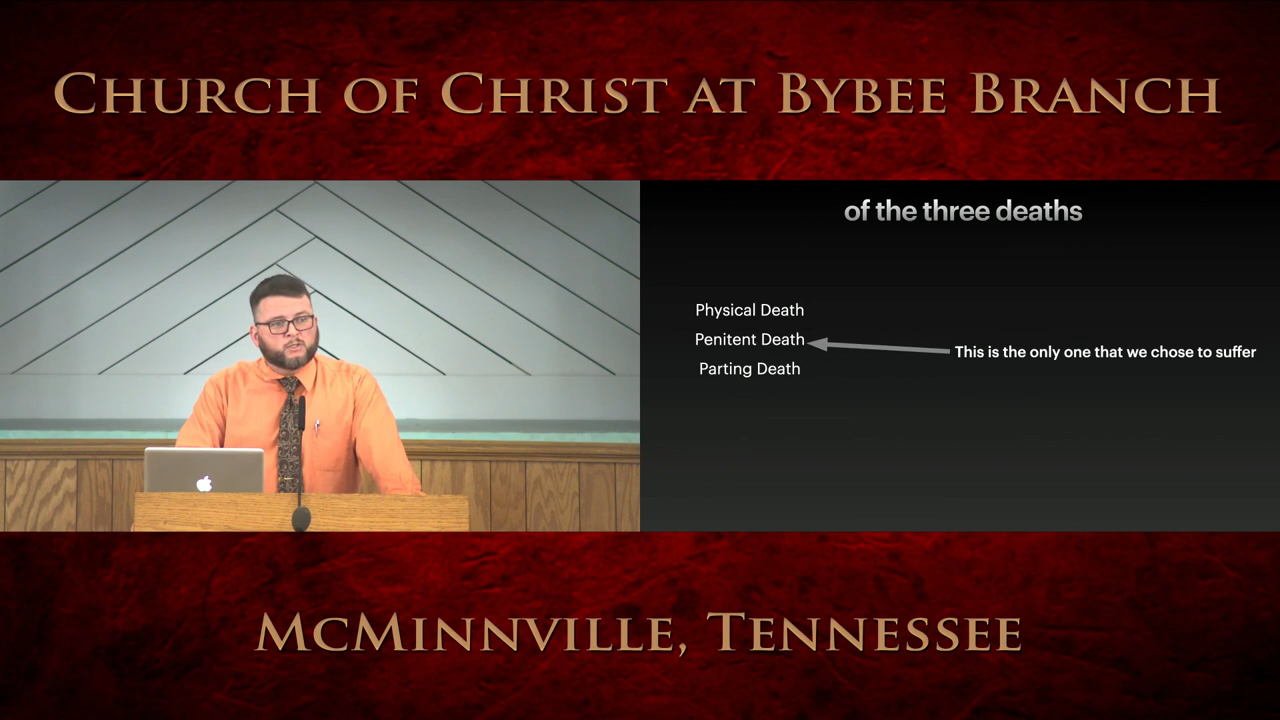 Church of Christ at Bybee Branch
of the three deaths
Physical Death
Penitent Death
This is the only one that we chose to suffer
Parting Death
McMinnville, Tennessee